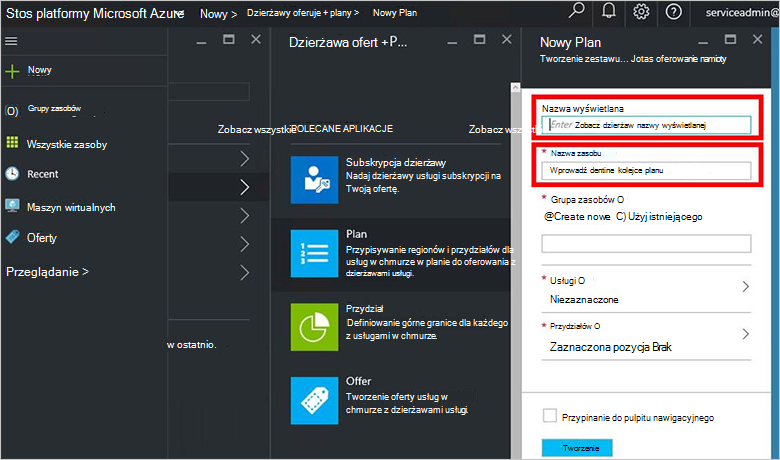 Stos platformy Microsoft Azure
Nowy >
Dzierżawy oferuje + plany >
Nowy Plan
serviceadmin@
Nowy
(O) Grupy zasobów
Wszystkie zasoby
Recent
Maszyn wirtualnych
Oferty
Przeglądanie >
Zobacz wszystkie
w ostatnio.
Dzierżawa ofert +P...
POLECANE APLIKACJE
Zobacz wszystkie
Subskrypcja dzierżawy
Nadaj dzierżawy usługi subskrypcji na
Twoją ofertę.
Plan
Przypisywanie regionów i przydziałów dla
usług w chmurze w planie do oferowania z
dzierżawami usługi.
Przydział
Definiowanie górne granice dla każdego
z usługami w chmurze.
Offer
Tworzenie oferty usług w
chmurze z dzierżawami usługi.
Nowy Plan
Tworzenie zestawu... Jotas oferowanie namioty
Nazwa wyświetlana
Enter Zobacz dzierżaw nazwy wyświetlanej
* Nazwa zasobu
Wprowadź dentine kolejce planu
* Grupa zasobów O
@Create nowe C) Użyj istniejącego
* Usługi O
Niezaznaczone
* Przydziałów O
Zaznaczona pozycja Brak
Przypinanie do pulpitu nawigacyjnego
Tworzenie